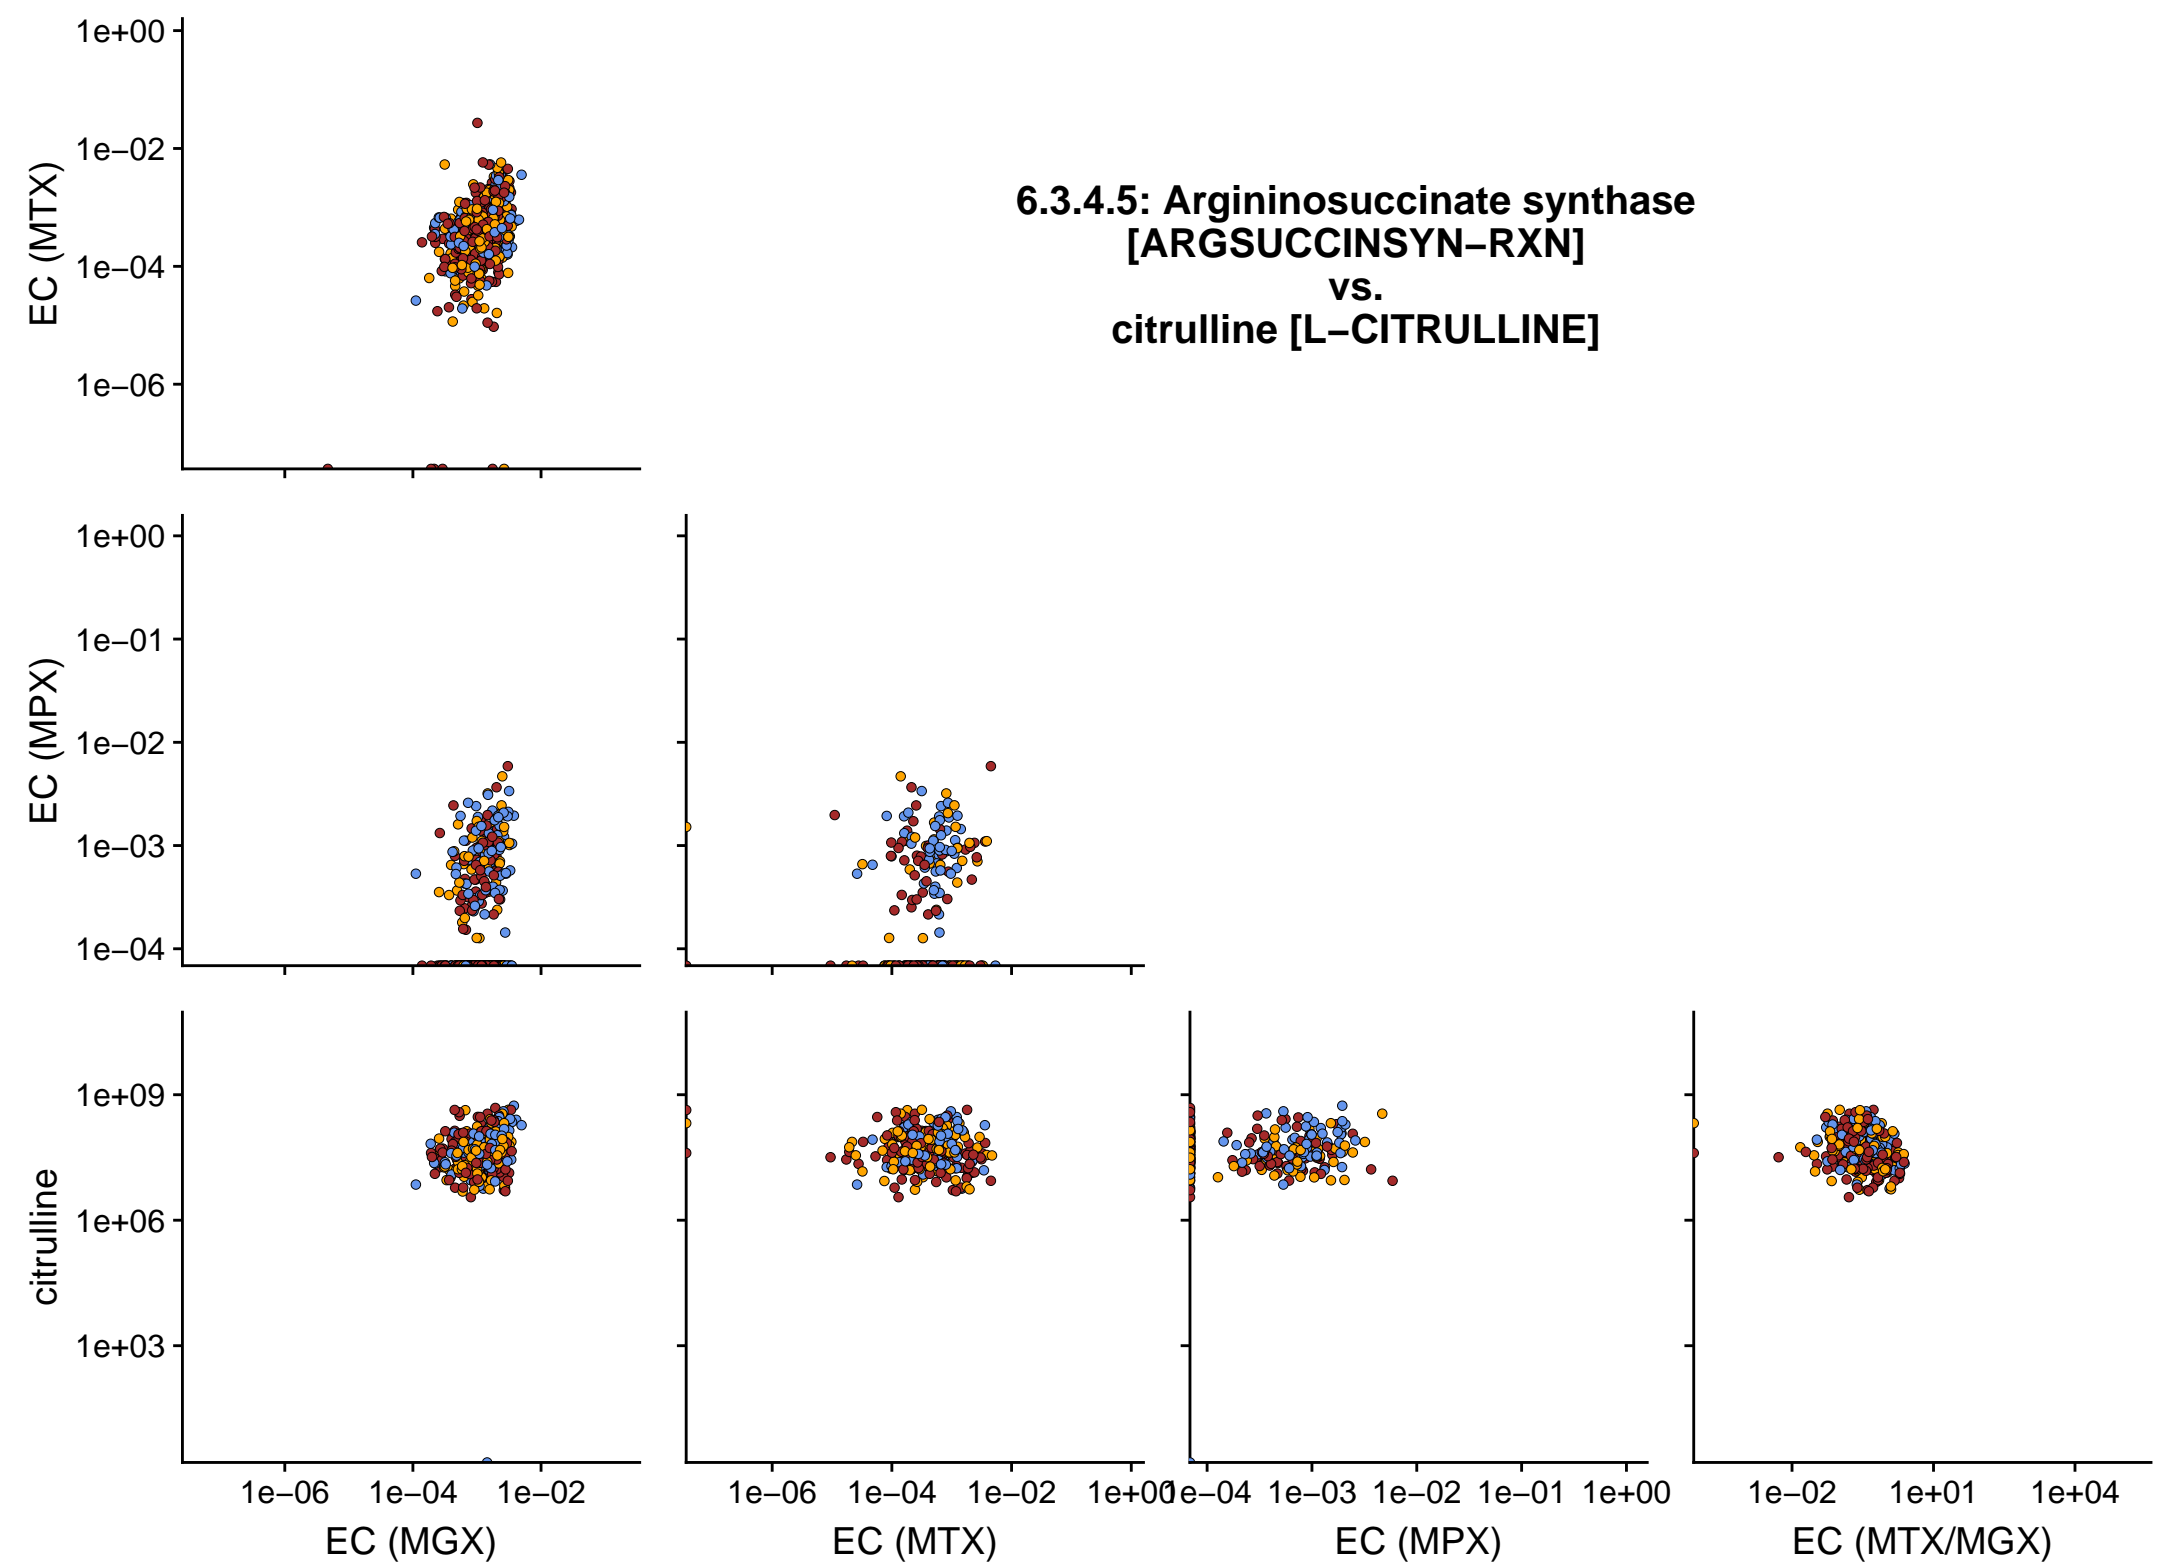 1e+00
1e−02
1e−04
1e−06
EC (MTX)
6.3.4.5: Argininosuccinate synthase
[ARGSUCCINSYN−RXN]
vs.
citrulline [L−CITRULLINE]
1e+00
1e−01
1e−02
1e−03
1e−04
EC (MPX)
1e+09
1e+06
1e+03
citrulline
1e−06 1e−04 1e−02
1e−06 1e−04 1e−02 1e+00
1e−04 1e−03 1e−02 1e−01 1e+00
1e−02 1e+01 1e+04
EC (MGX)
EC (MTX)
EC (MPX)
EC (MTX/MGX)